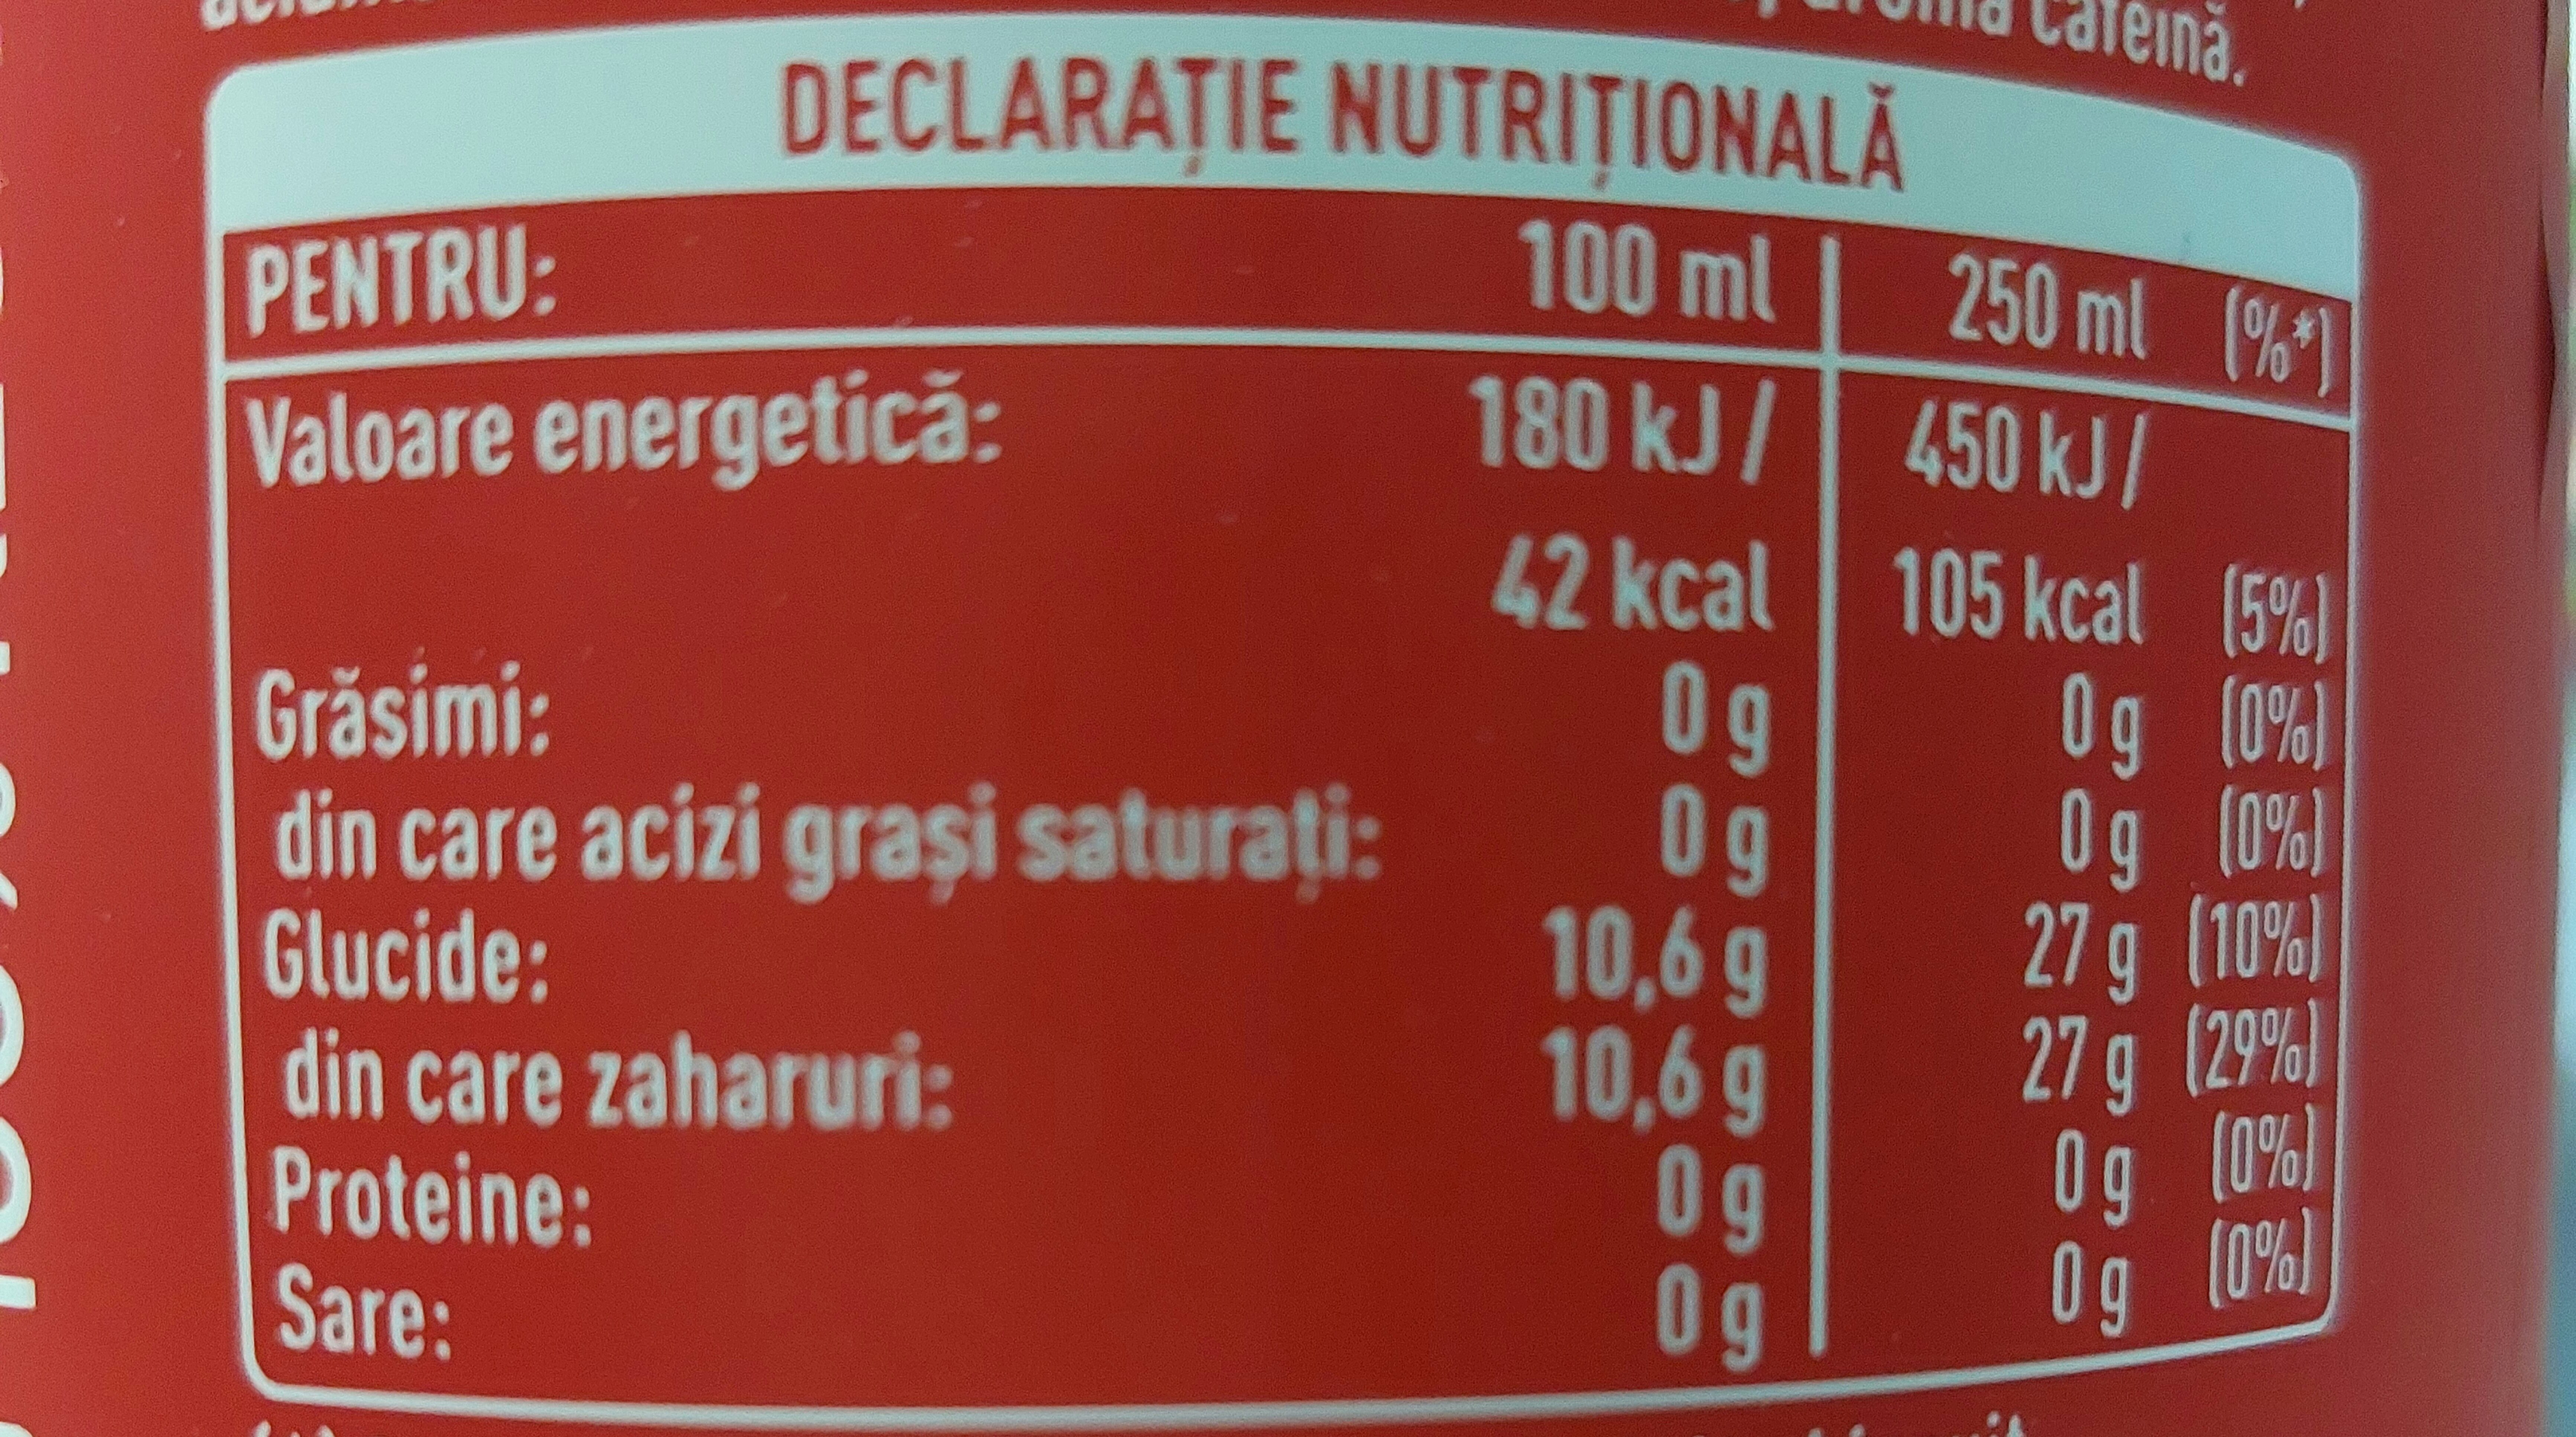 aromă cafeină.
DECLARAȚIE NUTRIȚIONALĂ
PENTRU: 100 ml 250 ml (%*)
Valoare energetică: 180 kJ / 450 kJ /
42 kcal 105 kcal (5%)
Grăsimi: 0 g 0 g (0%)
din care acizi grași saturați: 0 g 0 g (0%)
Glucide: 10,6 g 27 g (10%)
din care zaharuri: 10,6 g 27 g (29%)
Proteine: 0 g 0 g (0%)
Sare: 0 g 0 g (0%)